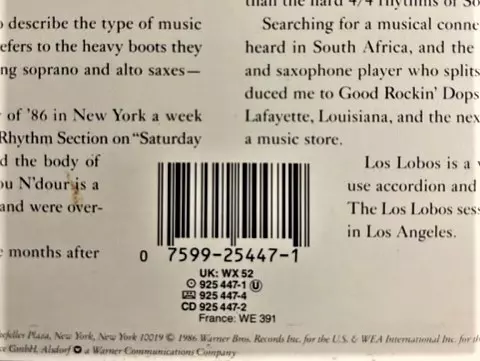 describe the type of music
efers to the heavy boots they
ng soprano and alto saxes—
of '86 in New York a week
Rhythm Section on "Saturday
d the body of
ou N'dour is a
and were over-
months after
than the hard 4/4 rhythms of So
Searching for a musical conne
heard in South Africa, and the
and saxophone player who splits
duced me to Good Rockin' Dops
Lafayette, Louisiana, and the nex
a music store.
Los Lobos is a
use accordion and
The Los Lobos sess
in Los Angeles.
0 7599-25447-1
UK: WX 52
925 447-1 Ⓤ
925 447-4
CD 925 447-2
France: WE 391
efeller Plaza, New York, New York 10019 © 1986 Warner Bros. Records Inc. for the U.S. & WEA International Inc. for th
ce GmbH, Alsdorf a Warner Communications Company